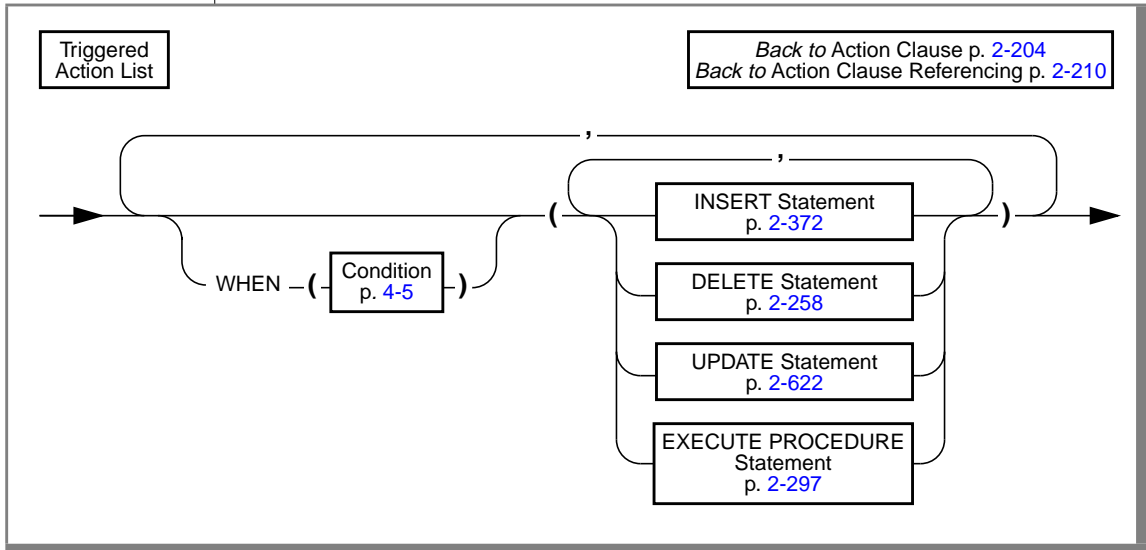 Triggered
Action List
Back to Action Clause p. 2-204
Back to Action Clause Referencing p. 2-210
,
,
(
INSERT Statement
p. 2-372
)
WHEN
(
Condition
p. 4-5
)
DELETE Statement
p. 2-258
UPDATE Statement
p. 2-622
EXECUTE PROCEDURE
Statement
p. 2-297